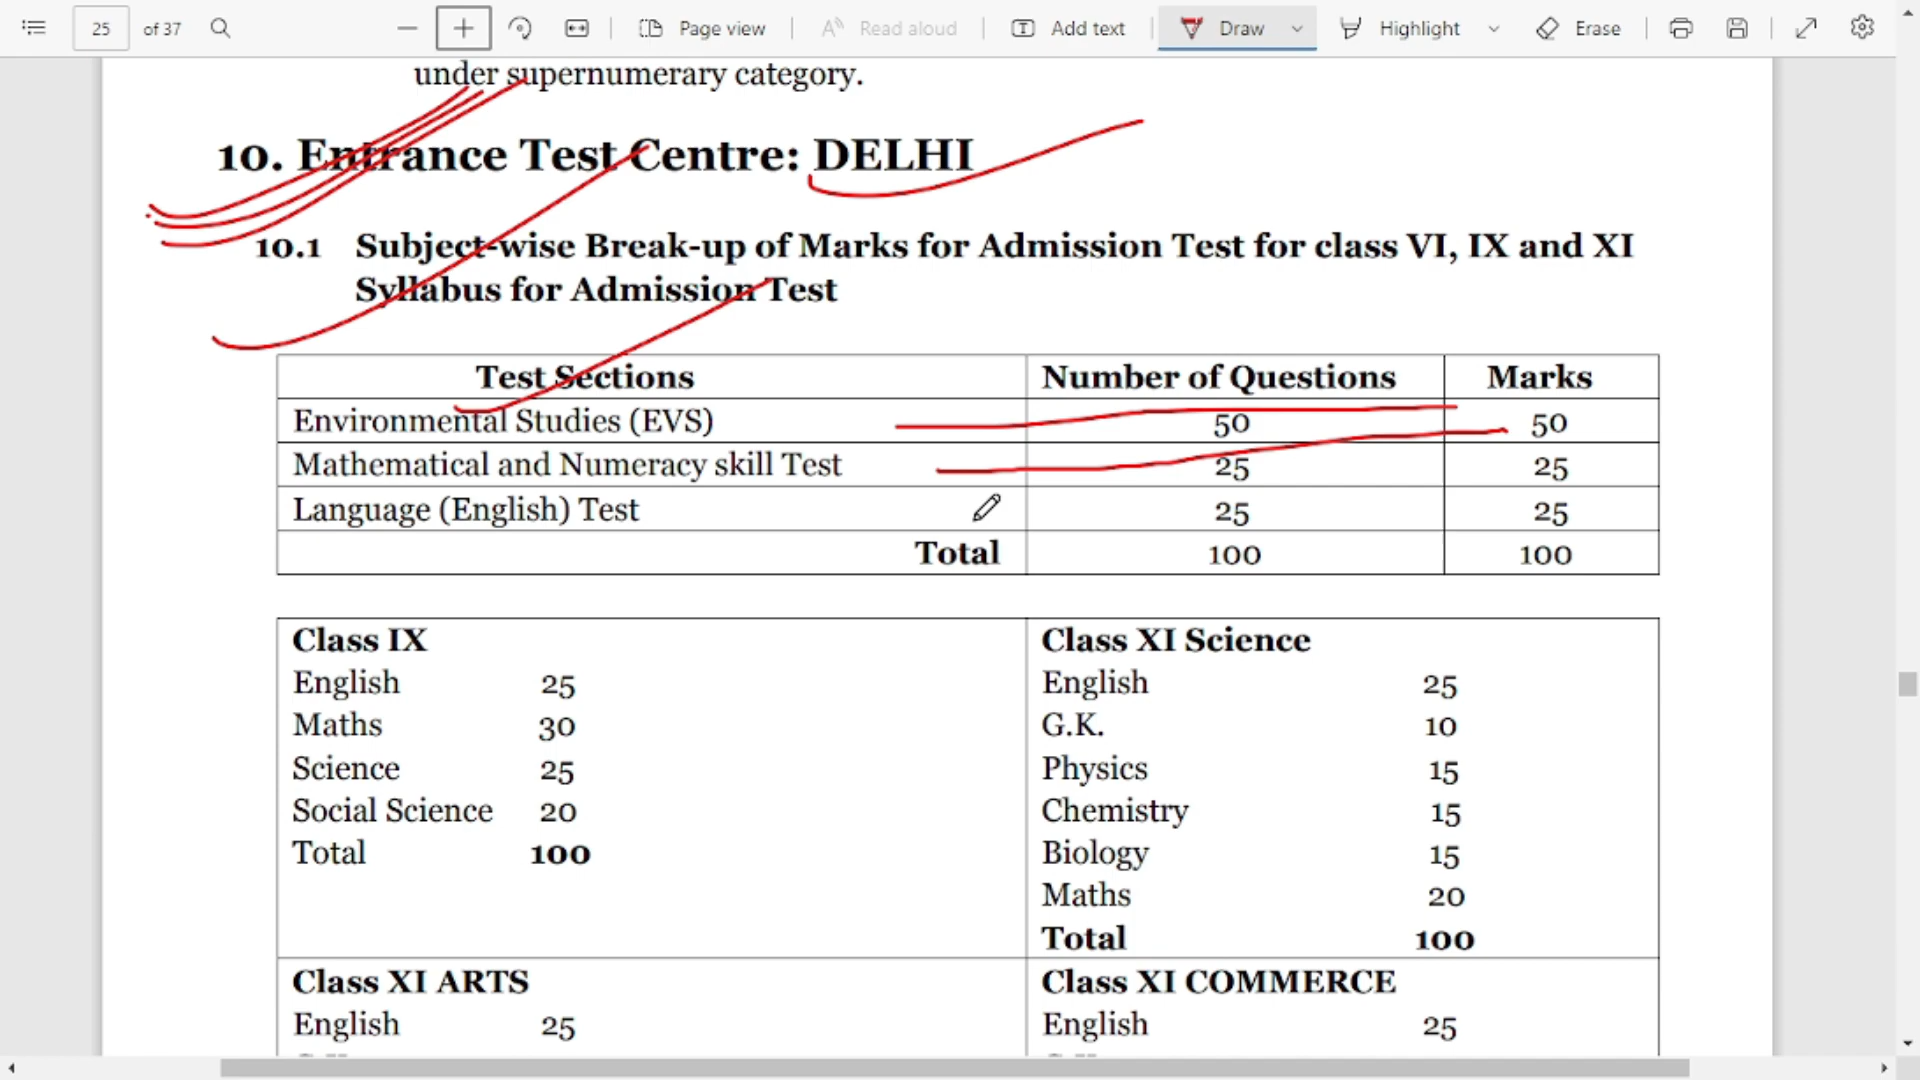 25 of 37 Page view Read aloud Add text Draw Highlight Erase
under supernumerary category.
10. Entrance Test Centre: DELHI
10.1 Subject-wise Break-up of Marks for Admission Test for class VI, IX and XI
Syllabus for Admission Test
Test Sections Number of Questions Marks
Environmental Studies (EVS) 50 50
Mathematical and Numeracy skill Test 25 25
Language (English) Test 25 25
Total 100 100
Class IX
English 25
Maths 30
Science 25
Social Science 20
Total 100
Class XI Science
English 25
G.K. 10
Physics 15
Chemistry 15
Biology 15
Maths 20
Total 100
Class XI ARTS
English 25
Class XI COMMERCE
English 25